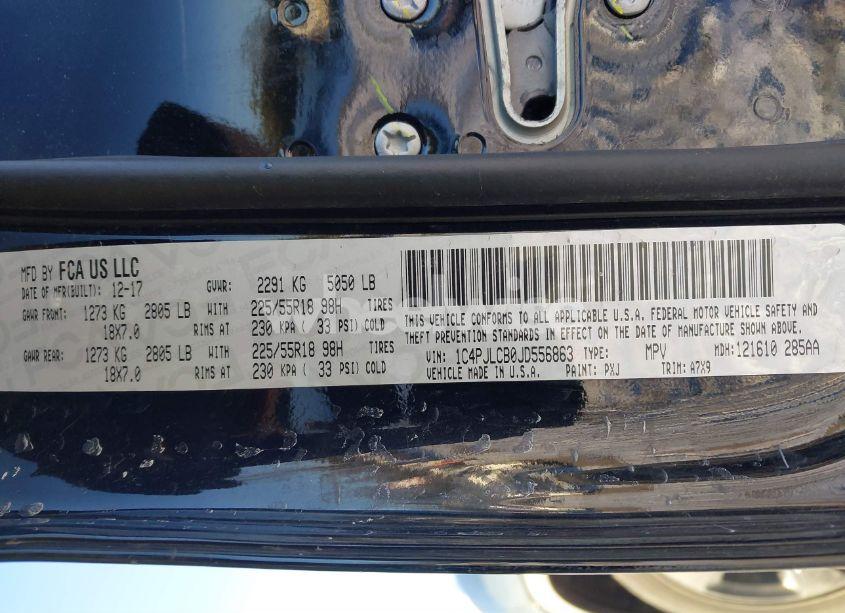 MFD BY FCA US LLC
DATE OF MFR(BUILT): 12-17 GVWR: 2291 KG 5050 LB
GAWR FRONT: 1273 KG 2805 LB WITH 225/55R18 98H TIRES
18X7.0 RIMS AT 230 KPA ( 33 PSI) COLD
GAWR REAR: 1273 KG 2805 LB WITH 225/55R18 98H TIRES
18X7.0 RIMS AT 230 KPA ( 33 PSI) COLD
THIS VEHICLE CONFORMS TO ALL APPLICABLE U.S.A. FEDERAL MOTOR VEHICLE SAFETY AND
THEFT PREVENTION STANDARDS IN EFFECT ON THE DATE OF MANUFACTURE SHOWN ABOVE.
VIN: 1C4PJLCB0JD556863 TYPE: MPV MDH:121610 285AA
VEHICLE MADE IN U.S.A. PAINT: PXJ TRIM: A7X9